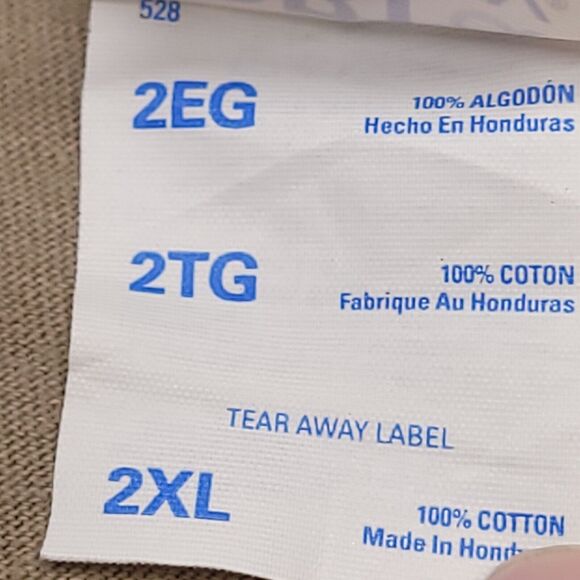 528
2EG
100% ALGODÓN
Hecho En Honduras
2TG
100% COTON
Fabrique Au Honduras
TEAR AWAY LABEL
2XL
100% COTTON
Made In